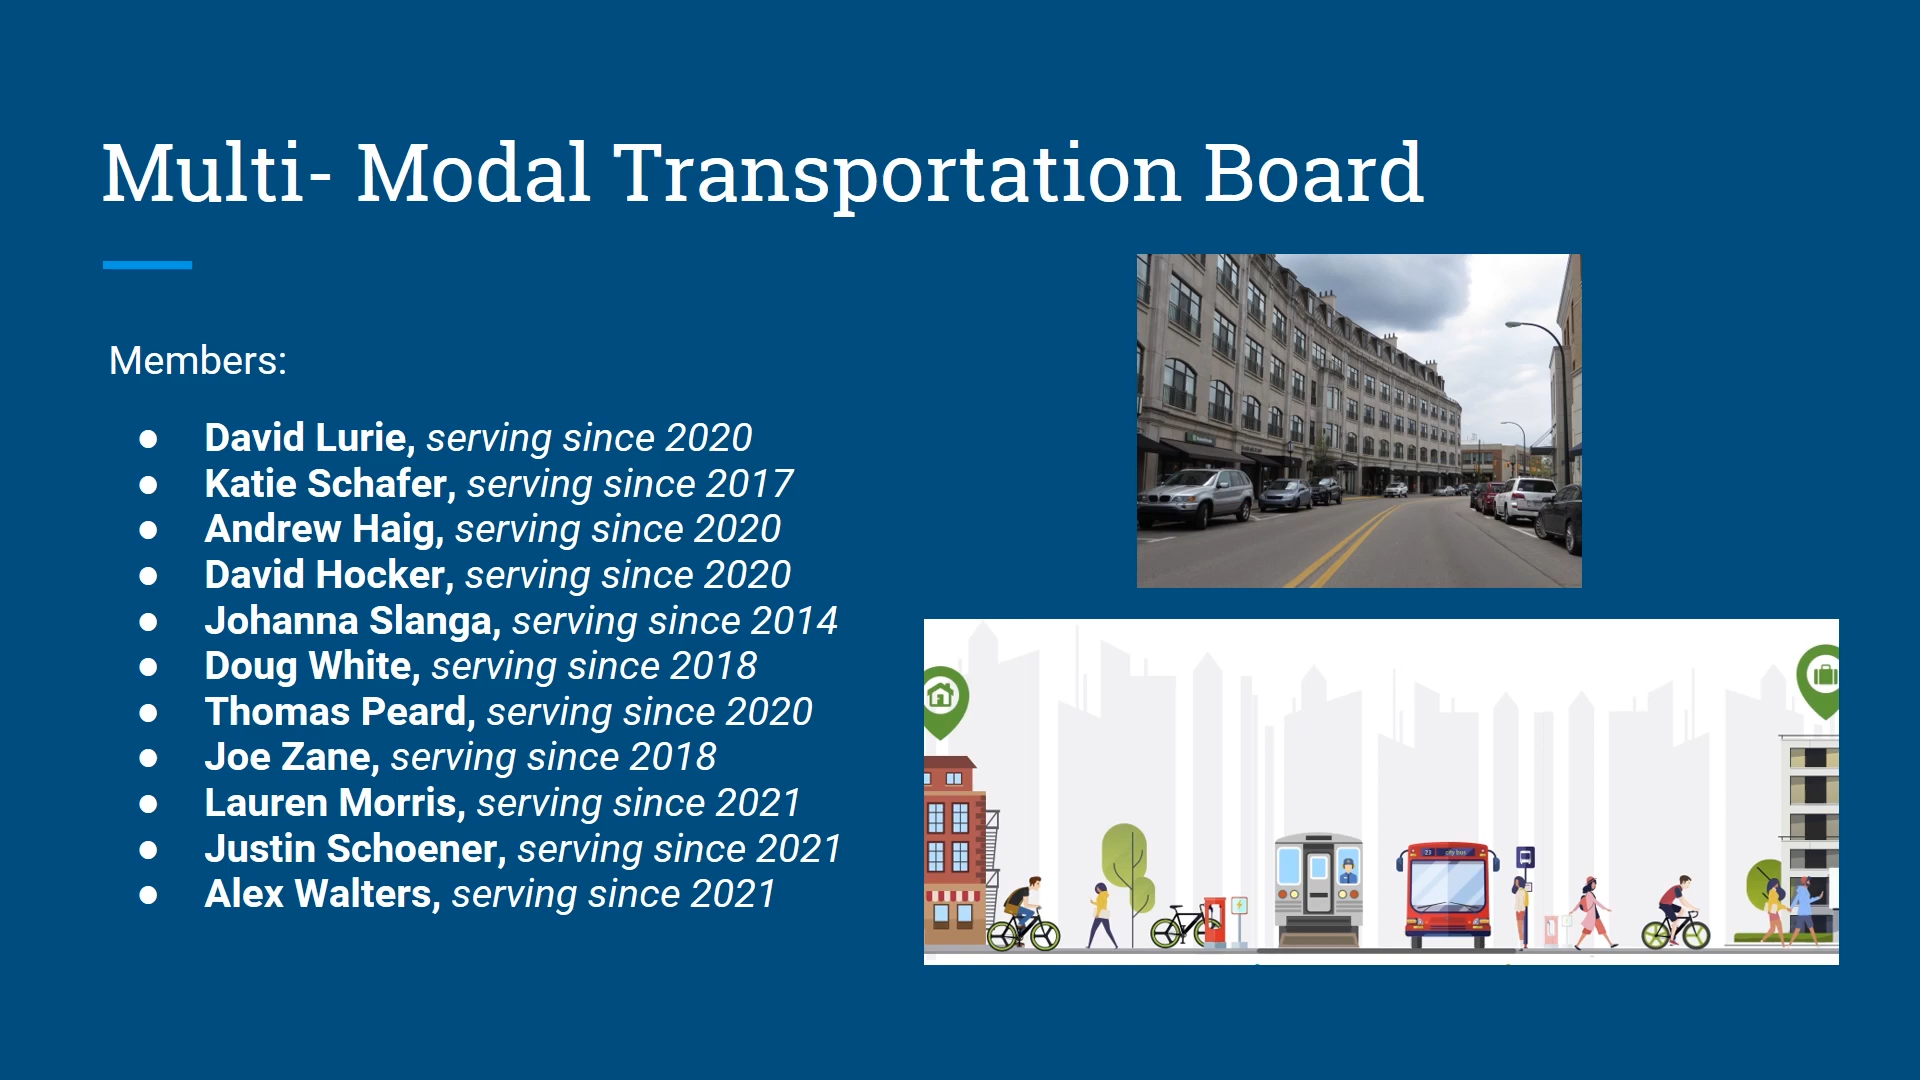 Multi- Modal Transportation Board
Members:
● David Lurie, serving since 2020
● Katie Schafer, serving since 2017
● Andrew Haig, serving since 2020
● David Hocker, serving since 2020
● Johanna Slanga, serving since 2014
● Doug White, serving since 2018
● Thomas Peard, serving since 2020
● Joe Zane, serving since 2018
● Lauren Morris, serving since 2021
● Justin Schoener, serving since 2021
● Alex Walters, serving since 2021
23 city bus